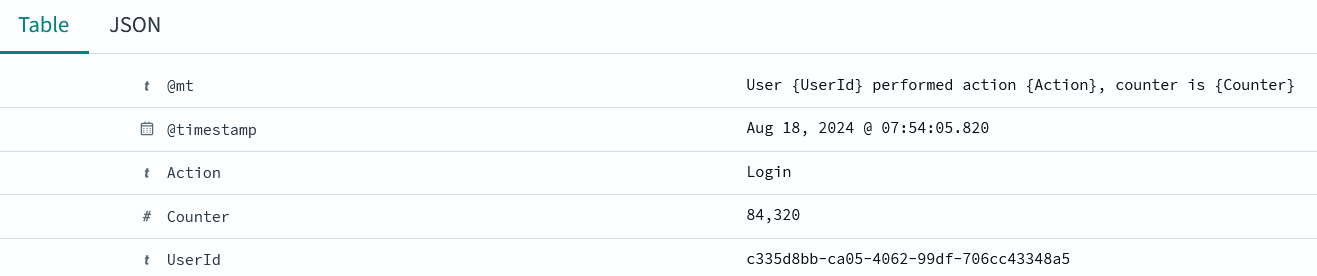 Table JSON
t @mt User {UserId} performed action {Action}, counter is {Counter}
@timestamp Aug 18, 2024 @ 07:54:05.820
t Action Login
# Counter 84,320
t UserId c335d8bb-ca05-4062-99df-706cc43348a5